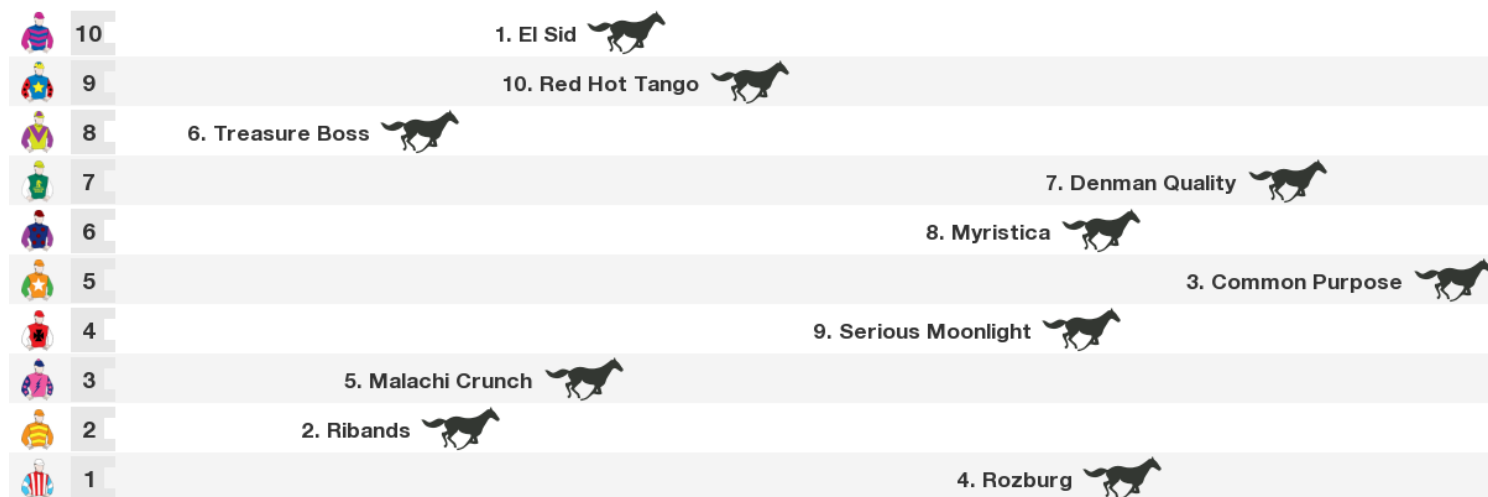 10 1. El Sid
9 10. Red Hot Tango
8 6. Treasure Boss
7 7. Denman Quality
6 8. Myristica
5 3. Common Purpose
4 9. Serious Moonlight
3 5. Malachi Crunch
2 2. Ribands
1 4. Rozburg